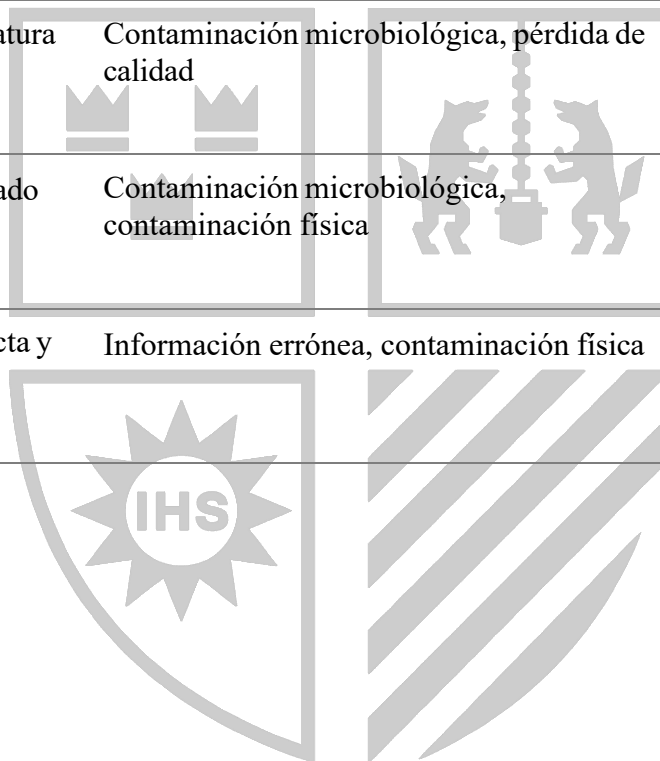 atura Contaminación microbiológica, pérdida de
calidad
ado Contaminación microbiológica,
contaminación física
cta y Información errónea, contaminación física
IHS